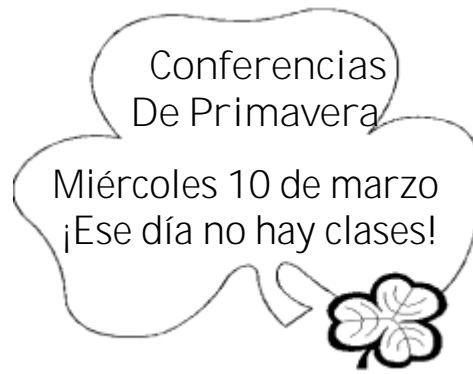 Conferencias
De Primavera
Miércoles 10 de marzo
¡Ese día no hay clases!